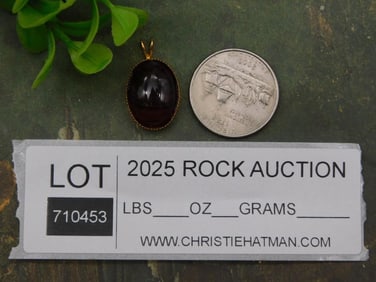 LOT
710453
2025 ROCK AUCTION
LBS____OZ___GRAMS______
WWW.CHRISTIEHATMAN.COM